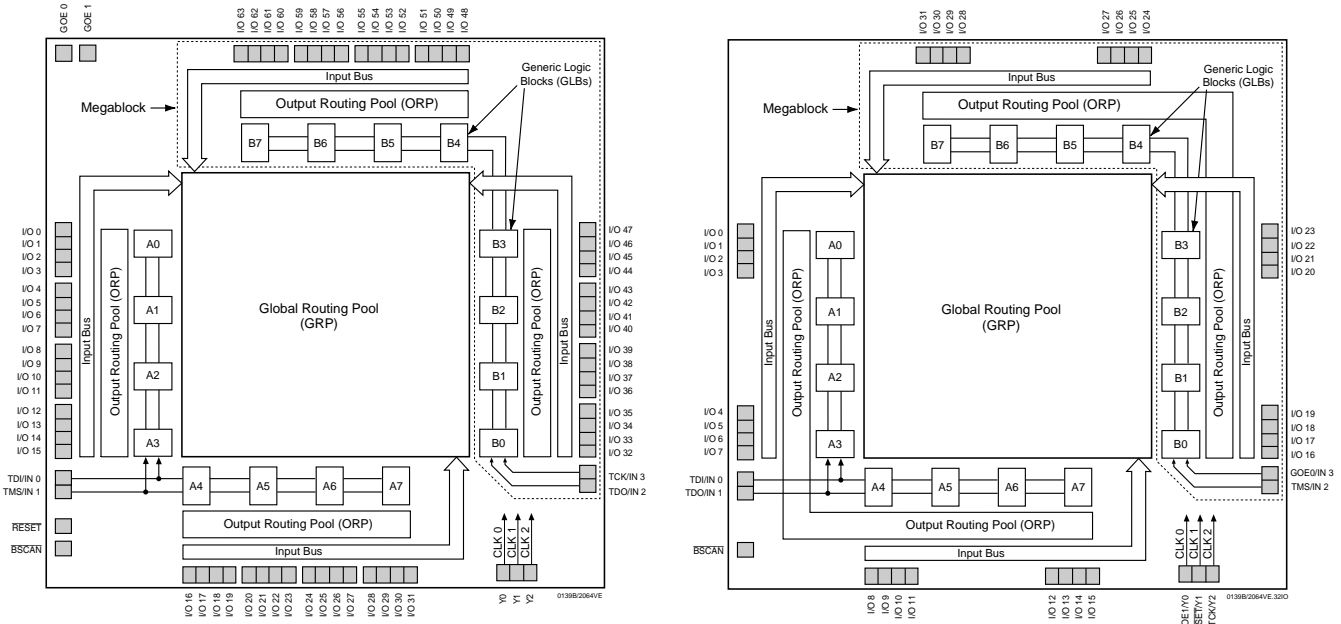 GOE 0
GOE 1
I/O 63
I/O 62
I/O 61
I/O 60
I/O 59
I/O 58
I/O 57
I/O 56
I/O 55
I/O 54
I/O 53
I/O 52
I/O 51
I/O 50
I/O 49
I/O 48
Input Bus
Generic Logic
Blocks (GLBs)
Megablock
Output Routing Pool (ORP)
B7
B6
B5
B4
I/O 0
I/O 1
I/O 2
I/O 3
I/O 4
I/O 5
I/O 6
I/O 7
I/O 8
I/O 9
I/O 10
I/O 11
I/O 12
I/O 13
I/O 14
I/O 15
Input Bus
Output Routing Pool (ORP)
A0
A1
A2
A3
Global Routing Pool
(GRP)
B3
B2
B1
B0
Output Routing Pool (ORP)
Input Bus
I/O 47
I/O 46
I/O 45
I/O 44
I/O 43
I/O 42
I/O 41
I/O 40
I/O 39
I/O 38
I/O 37
I/O 36
I/O 35
I/O 34
I/O 33
I/O 32
TDI/IN 0
TMS/IN 1
TCK/IN 3
TDO/IN 2
A4
A5
A6
A7
Output Routing Pool (ORP)
Input Bus
RESET
BSCAN
CLK 0
CLK 1
CLK 2
Y0
Y1
Y2
I/O 16
I/O 17
I/O 18
I/O 19
I/O 20
I/O 21
I/O 22
I/O 23
I/O 24
I/O 25
I/O 26
I/O 27
I/O 28
I/O 29
I/O 30
I/O 31
0139B/2064VE
I/O 31
I/O 30
I/O 29
I/O 28
I/O 27
I/O 26
I/O 25
I/O 24
Input Bus
Generic Logic
Blocks (GLBs)
Megablock
Output Routing Pool (ORP)
B7
B6
B5
B4
I/O 0
I/O 1
I/O 2
I/O 3
I/O 4
I/O 5
I/O 6
I/O 7
Input Bus
Output Routing Pool (ORP)
A0
A1
A2
A3
Global Routing Pool
(GRP)
B3
B2
B1
B0
Output Routing Pool (ORP)
Input Bus
I/O 23
I/O 22
I/O 21
I/O 20
I/O 19
I/O 18
I/O 17
I/O 16
TDI/IN 0
TDO/IN 1
GOE0/IN 3
TMS/IN 2
A4
A5
A6
A7
Output Routing Pool (ORP)
Input Bus
BSCAN
CLK 0
CLK 1
CLK 2
OE1/Y0
SET/Y1
TCK/Y2
I/O 8
I/O 9
I/O 10
I/O 11
I/O 12
I/O 13
I/O 14
I/O 15
0139B/2064VE.32IO